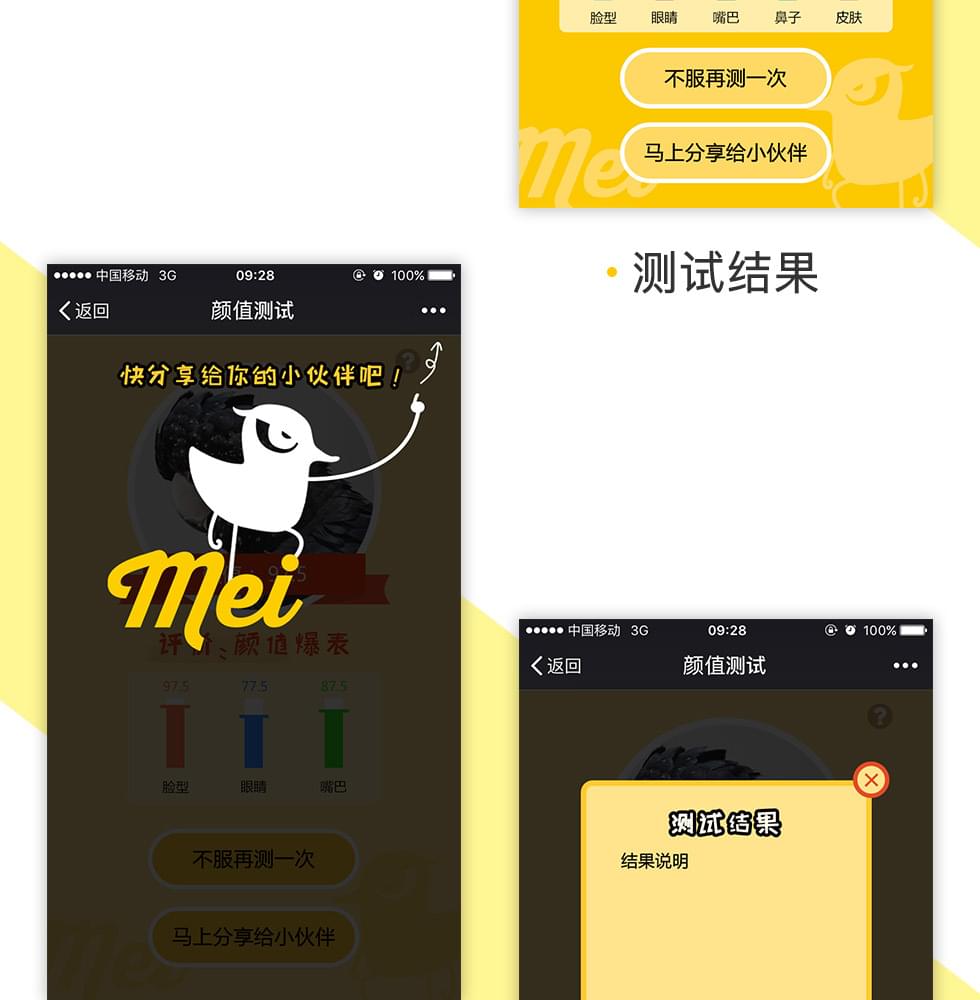 脸型 眼睛 嘴巴 鼻子 皮肤
不服再测一次
马上分享给小伙伴
Mei
测试结果
中国移动 3G 09:28 100%
返回 颜值测试
?
快分享给你的小伙伴吧！
Mei
评价：颜值爆表
97.5 77.5 87.5
脸型 眼睛 嘴巴
不服再测一次
马上分享给小伙伴
Mei
中国移动 3G 09:28 100%
返回 颜值测试
?
测试结果
结果说明